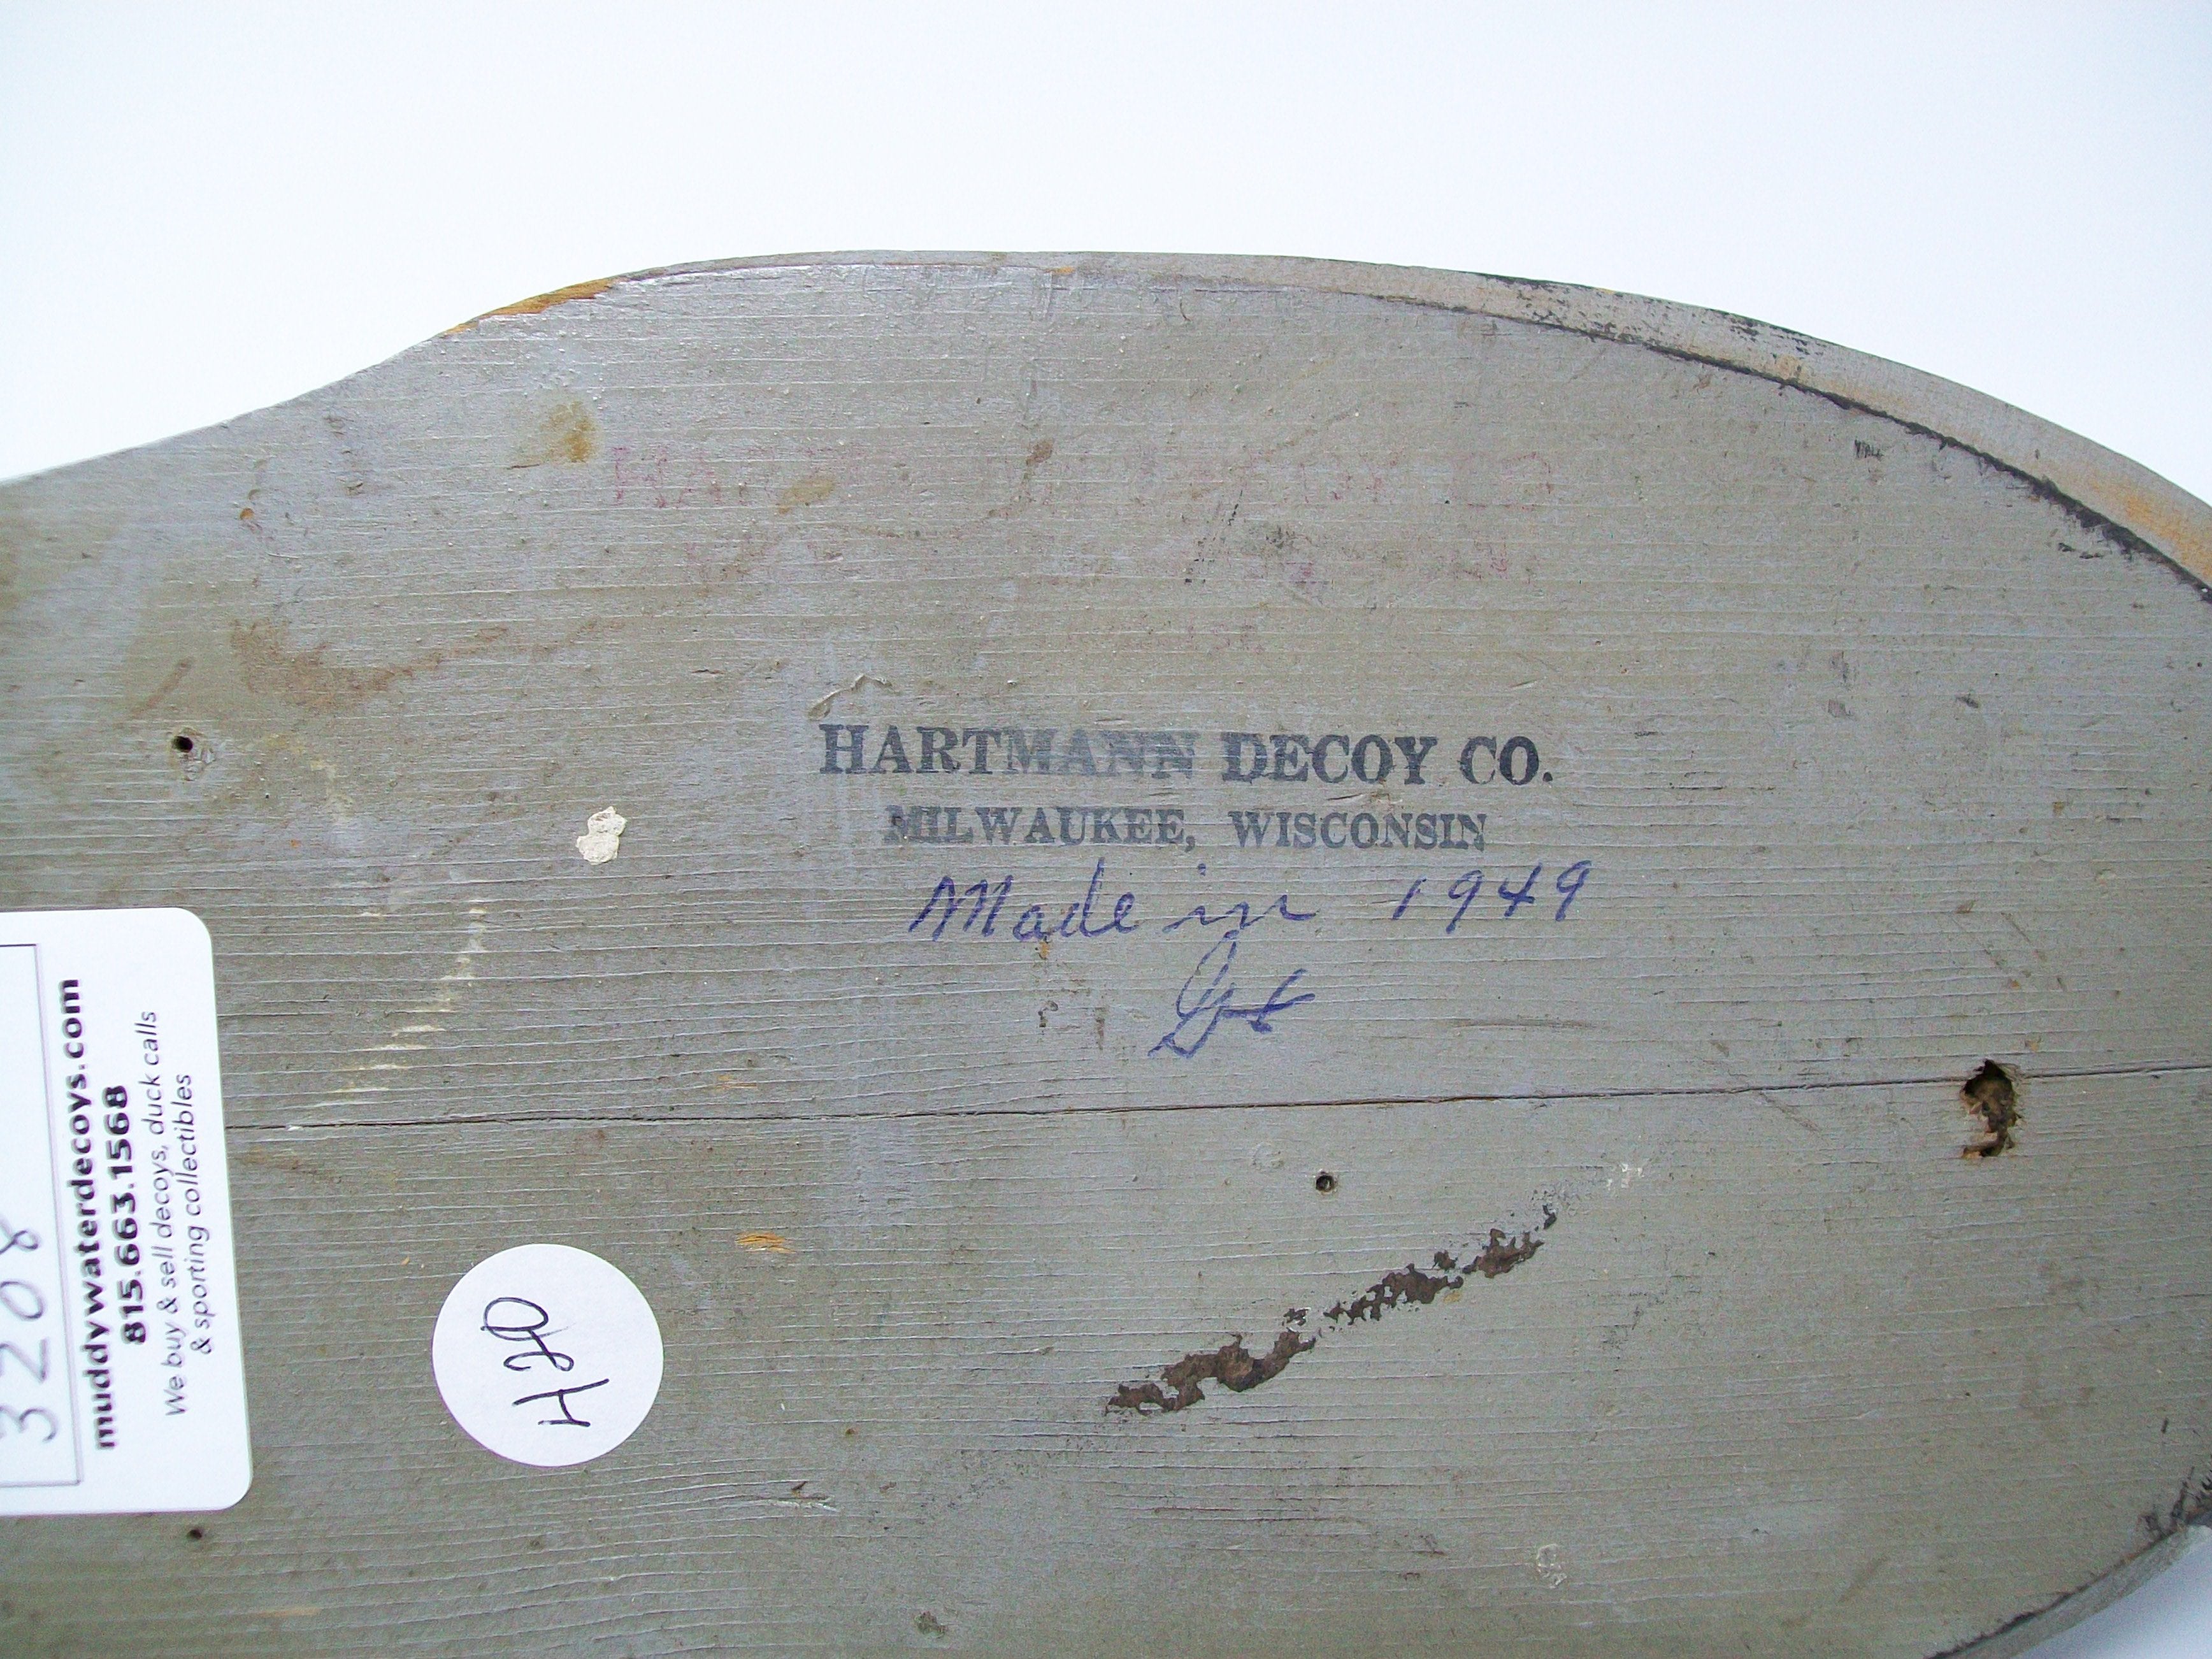 HARTMANN DECOY CO.
MILWAUKEE, WISCONSIN
Made in 1949
3208
muddywaterdecoys.com
815.663.1568
We buy & sell decoys, duck calls
& sporting collectibles
H20